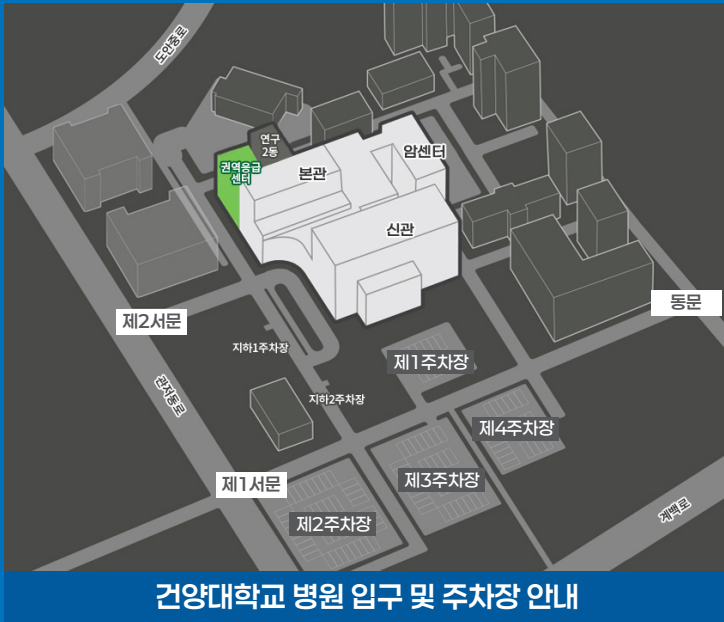 도안중로
연구
2동
권역응급
센터
본관
암센터
신관
동문
제2서문
지하1주차장
제1주차장
관저동로
지하2주차장
제4주차장
제1서문
제3주차장
제2주차장
계백로
건양대학교 병원 입구 및 주차장 안내